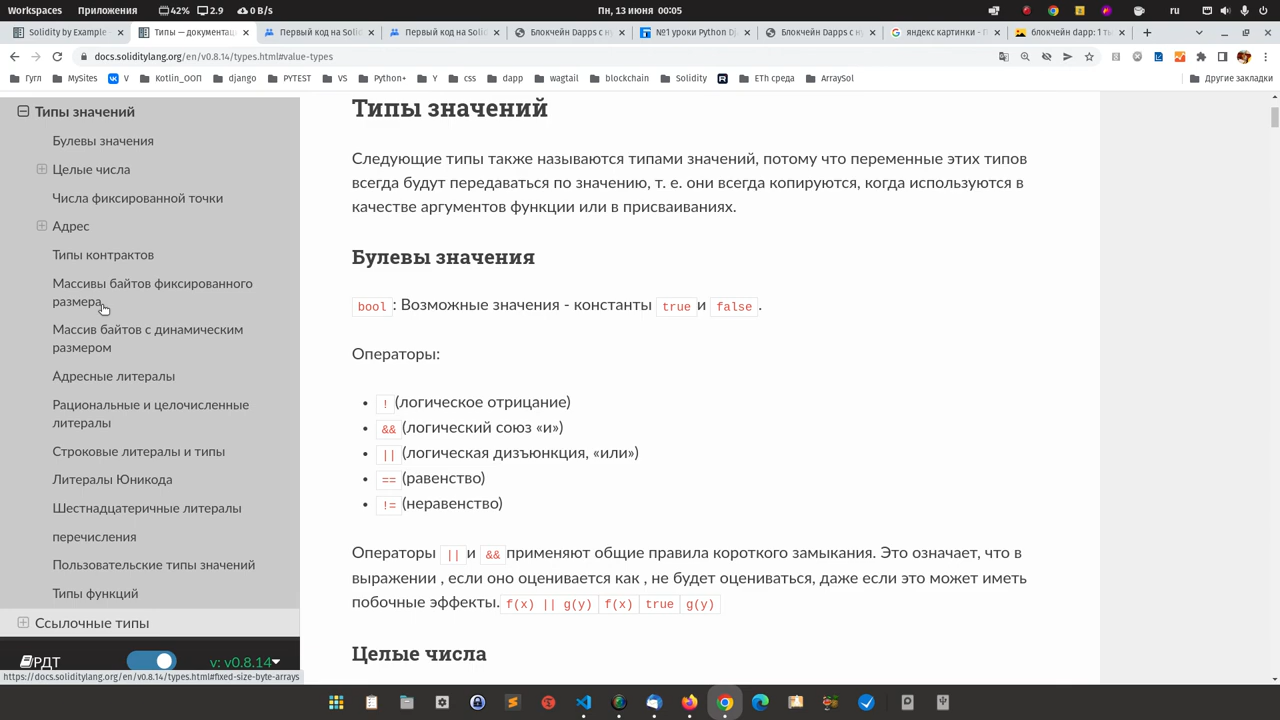 Workspaces Приложения 42% 2.9 0 B/S Пн, 13 июня 00:05 ru
Solidity by Example Типы — документац Первый код на Soli Первый код на Soli Блокчейн Dapps с н №1 уроки Python Dj Блокчейн Dapps с н яндекс картинки - П блокчейн dapp: 1 ты
docs.soliditylang.org/en/v0.8.14/types.html#value-types
Гугл MySites V Kotlin_ООП django PYTEST VS Python+ Y css dapp wagtail blockchain Solidity ETh среда ArraySol Другие закладки
Типы значений
Булевы значения
Целые числа
Числа фиксированной точки
Адрес
Типы контрактов
Массивы байтов фиксированного
размера
Массив байтов с динамическим
размером
Адресные литералы
Рациональные и целочисленные
литералы
Строковые литералы и типы
Литералы Юникода
Шестнадцатеричные литералы
перечисления
Пользовательские типы значений
Типы функций
Ссылочные типы
РДТ v: v0.8.14
https://docs.soliditylang.org/en/v0.8.14/types.html#fixed-size-byte-arrays
Типы значений
Следующие типы также называются типами значений, потому что переменные этих типов
всегда будут передаваться по значению, т. е. они всегда копируются, когда используются в
качестве аргументов функции или в присваиваниях.
Булевы значения
bool : Возможные значения - константы true и false .
Операторы:
! (логическое отрицание)
&& (логический союз «и»)
|| (логическая дизъюнкция, «или»)
== (равенство)
!= (неравенство)
Операторы || и && применяют общие правила короткого замыкания. Это означает, что в
выражении , если оно оценивается как , не будет оцениваться, даже если это может иметь
побочные эффекты. f(x) || g(y) f(x) true g(y)
Целые числа